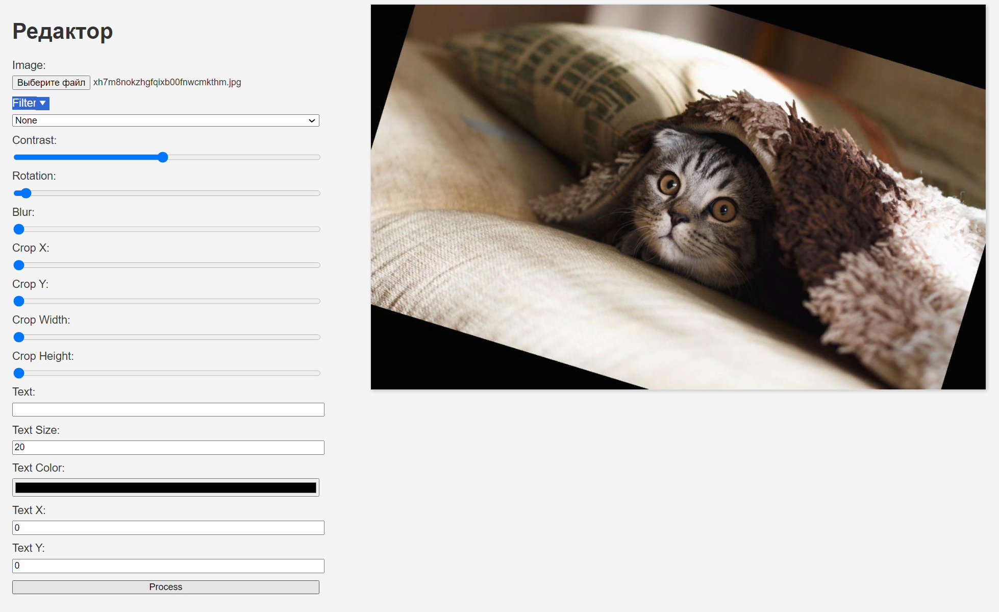 Редактор
Image:
Выберите файл xh7m8nokzhgfqixb00fnwcmkthm.jpg
Filter ▼
None
Contrast:
Rotation:
Blur:
Crop X:
Crop Y:
Crop Width:
Crop Height:
Text:
Text Size:
20
Text Color:
Text X:
0
Text Y:
0
Process